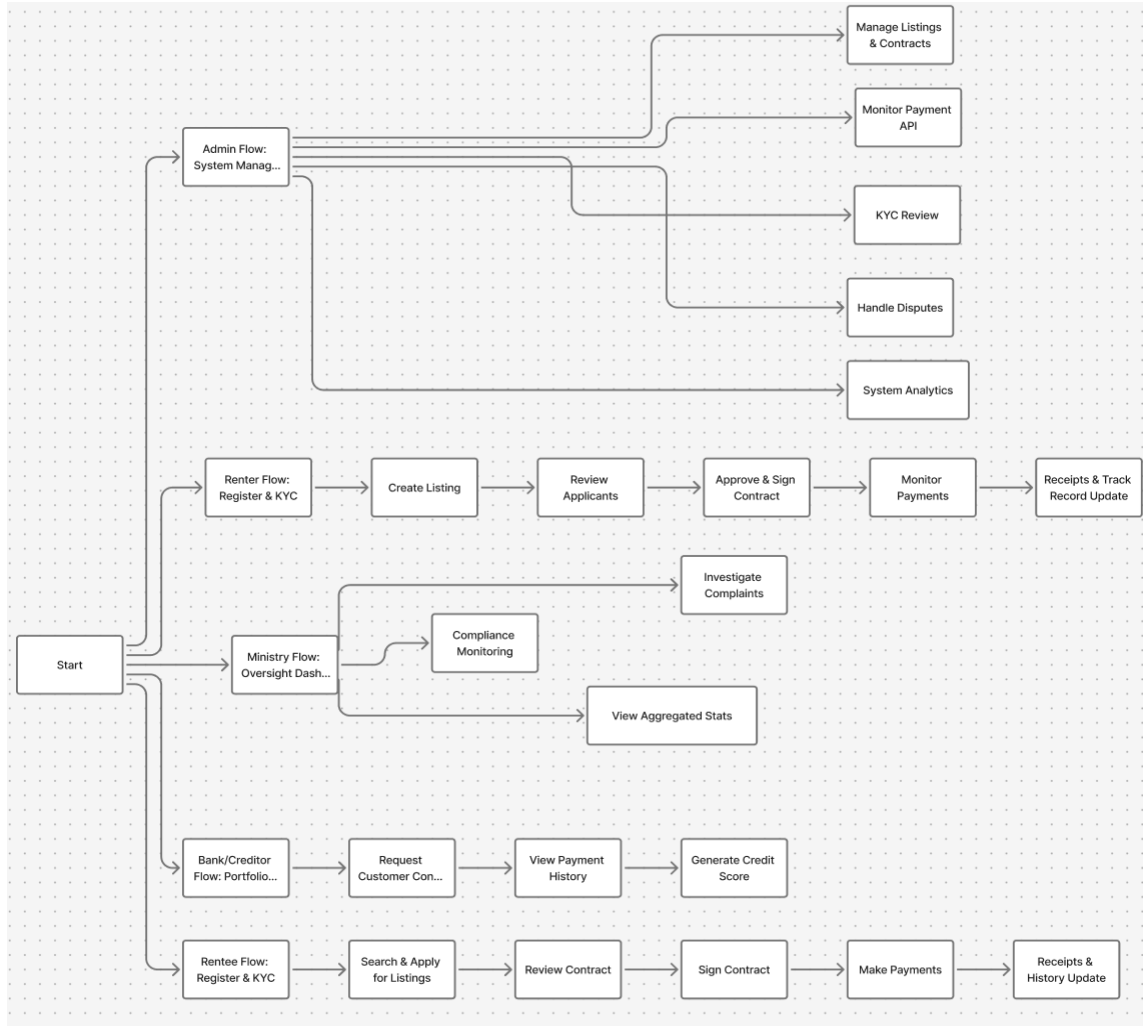 Manage Listings
& Contracts
Monitor Payment
API
Admin Flow:
System Manag...
KYC Review
Handle Disputes
System Analytics
Renter Flow:
Register & KYC
Create Listing
Review
Applicants
Approve & Sign
Contract
Monitor
Payments
Receipts & Track
Record Update
Investigate
Complaints
Compliance
Monitoring
Start
Ministry Flow:
Oversight Dash...
View Aggregated Stats
Bank/Creditor
Flow: Portfolio...
Request
Customer Con...
View Payment
History
Generate Credit
Score
Rentee Flow:
Register & KYC
Search & Apply
for Listings
Review Contract
Sign Contract
Make Payments
Receipts &
History Update